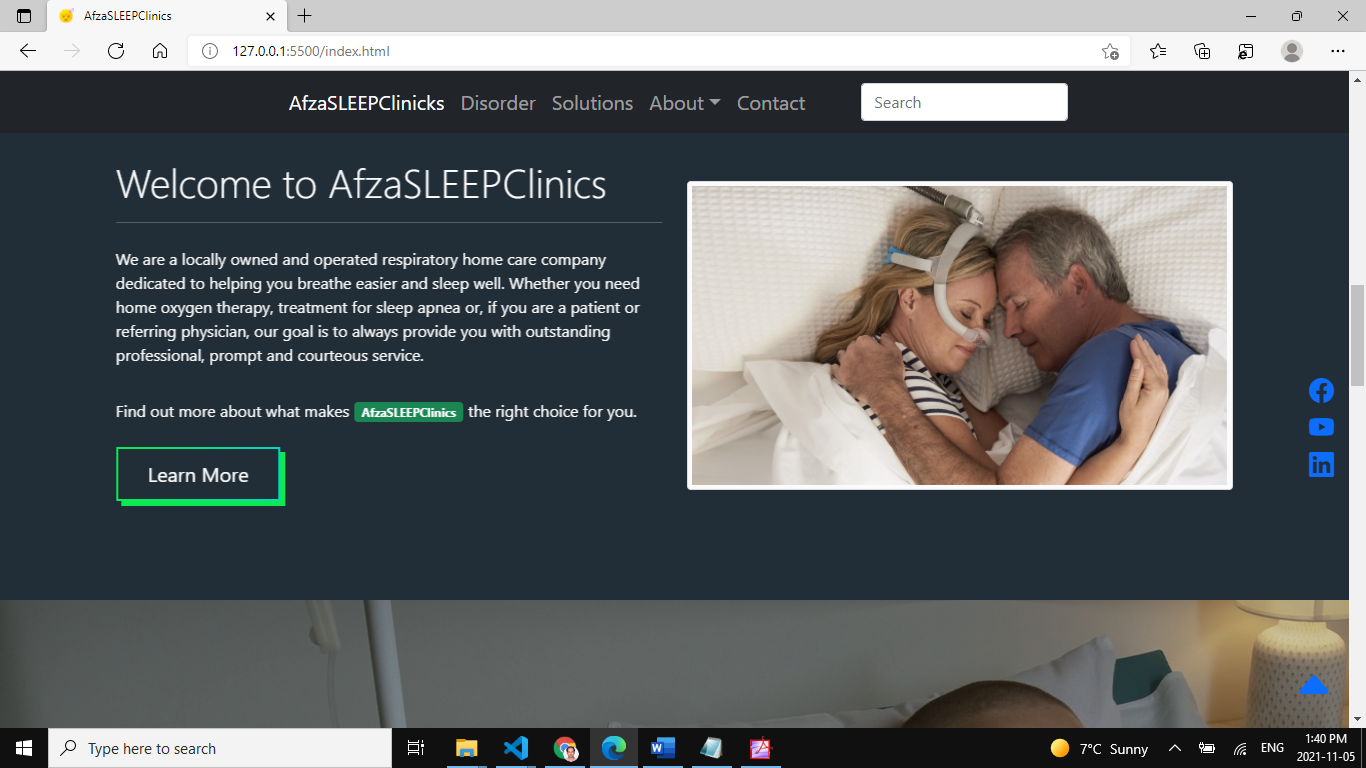 AfzaSLEEPClinics
127.0.0.1:5500/index.html
AfzaSLEEPClinicks Disorder Solutions About Contact Search
Welcome to AfzaSLEEPClinics
We are a locally owned and operated respiratory home care company
dedicated to helping you breathe easier and sleep well. Whether you need
home oxygen therapy, treatment for sleep apnea or, if you are a patient or
referring physician, our goal is to always provide you with outstanding
professional, prompt and courteous service.
Find out more about what makes AfzaSLEEPClinics the right choice for you.
Learn More
in
Type here to search
W
7°C Sunny
ENG
1:40 PM
2021-11-05